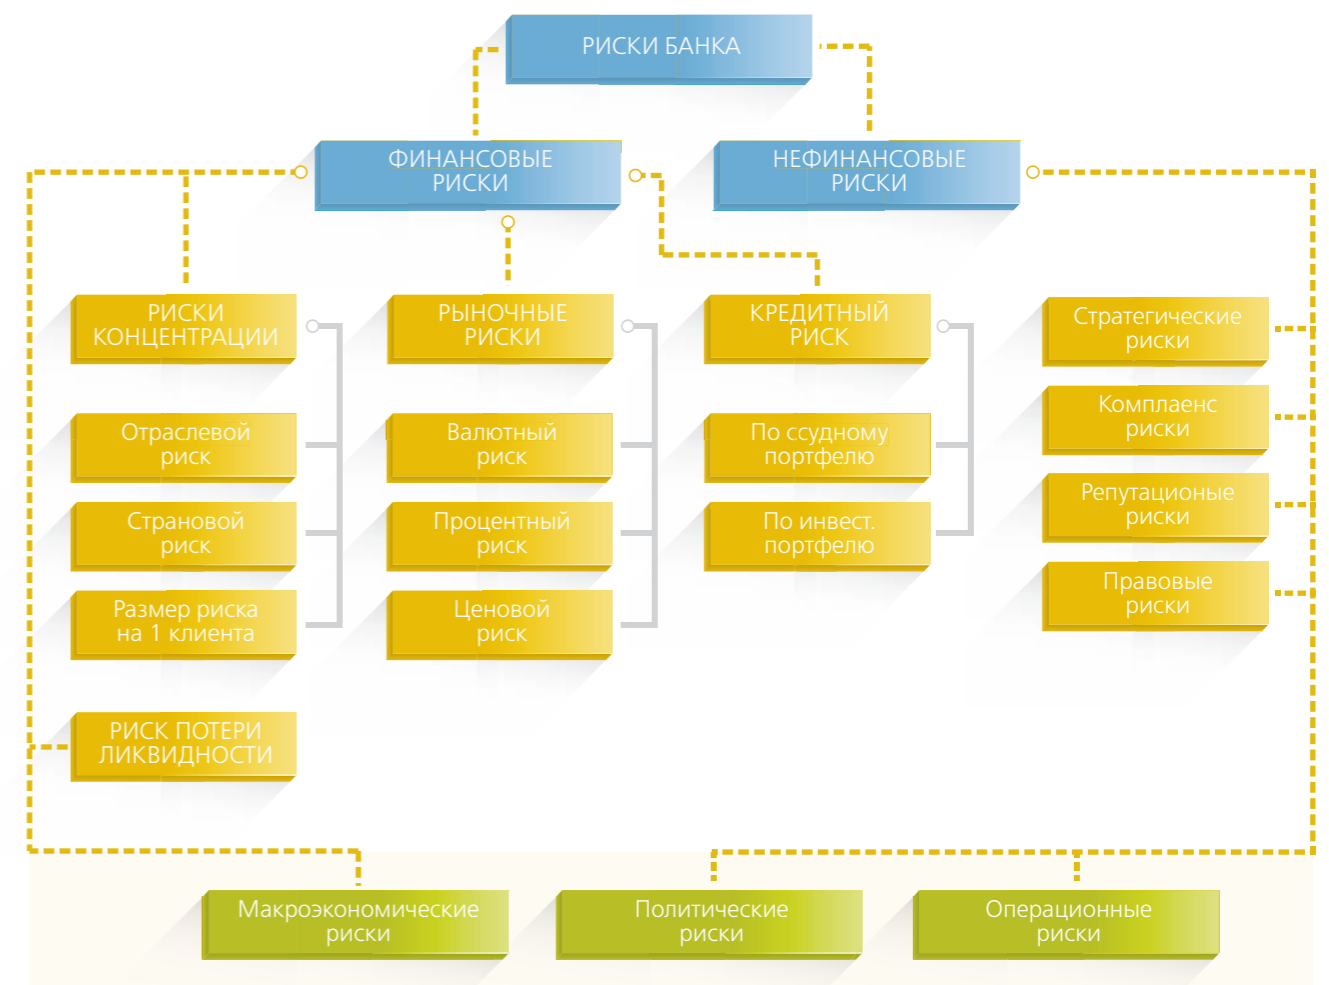 РИСКИ БАНКА
ФИНАНСОВЫЕ
РИСКИ
НЕФИНАНСОВЫЕ
РИСКИ
РИСКИ
КОНЦЕНТРАЦИИ
Отраслевой
риск
Страновой
риск
Размер риска
на 1 клиента
РИСК ПОТЕРИ
ЛИКВИДНОСТИ
РЫНОЧНЫЕ
РИСКИ
Валютный
риск
Процентный
риск
Ценовой
риск
КРЕДИТНЫЙ
РИСК
По ссудному
портфелю
По инвест.
портфелю
Стратегические
риски
Комплаенс
риски
Репутационые
риски
Правовые
риски
Макроэкономические
риски
Политические
риски
Операционные
риски